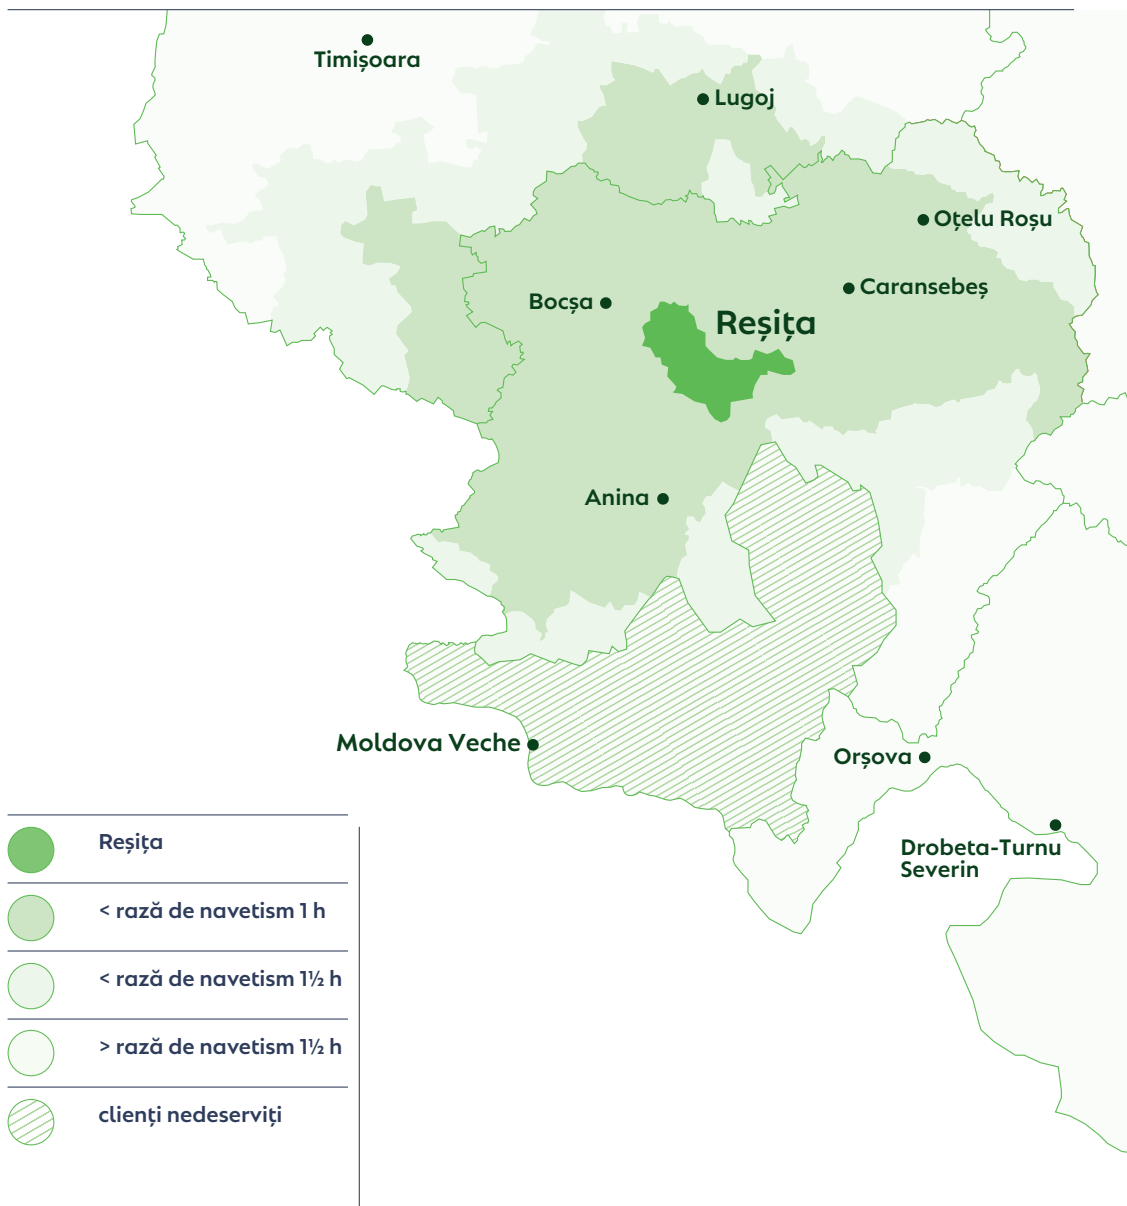 Timișoara
Lugoj
Oțelu Roșu
Caransebeș
Bocșa
Reșița
Anina
Moldova Veche
Orșova
Drobeta-Turnu
Severin
Reșița
< rază de navetism 1 h
< rază de navetism 1½ h
> rază de navetism 1½ h
clienți nedeserviți